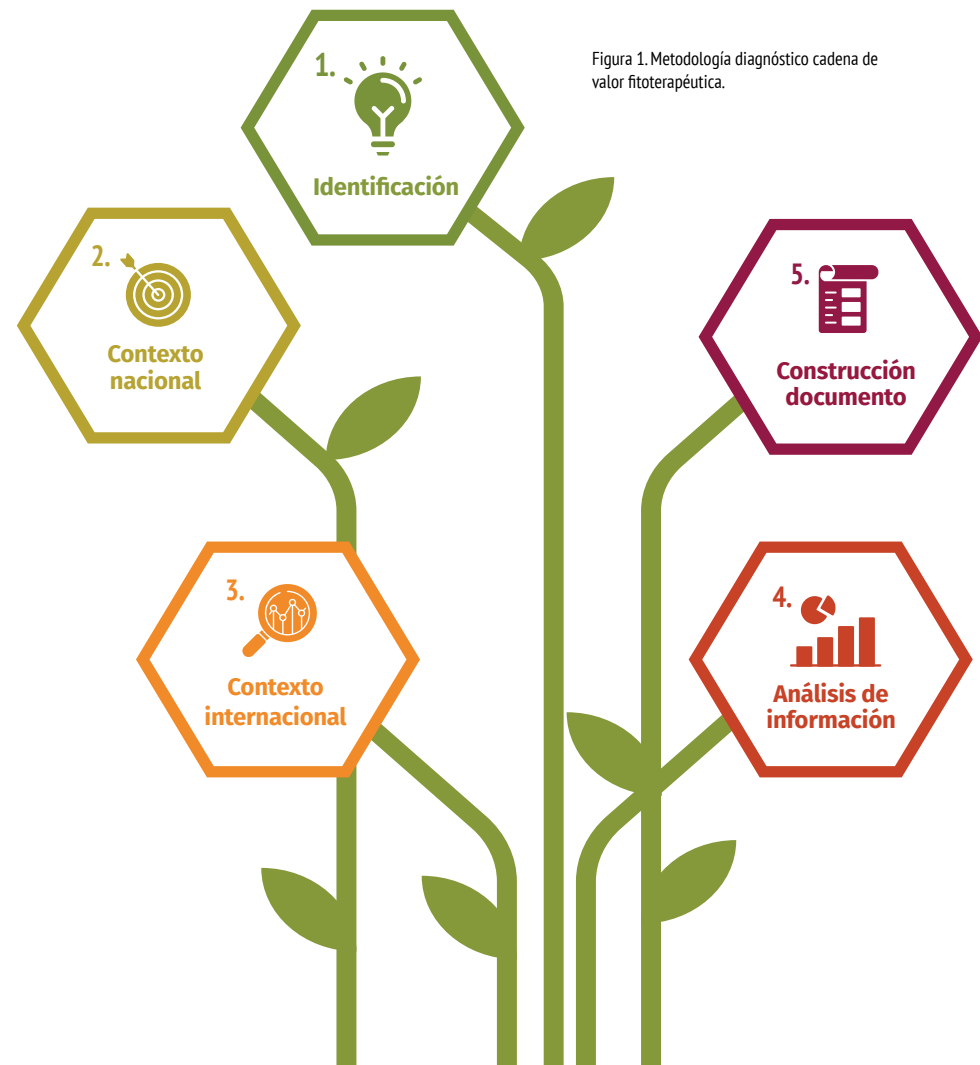 Figura 1. Metodología diagnóstico cadena de
valor fitoterapéutica.
1.
Identificación
2.
Contexto
nacional
3.
Contexto
internacional
4.
Análisis de
información
5.
Construcción
documento